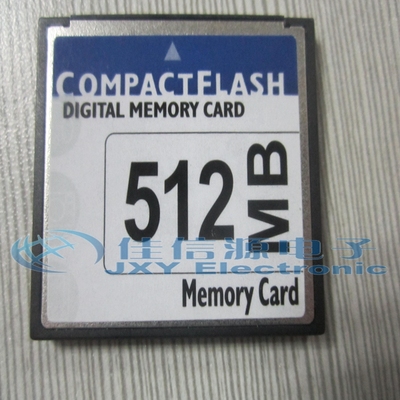 COMPACTFLASH
DIGITAL MEMORY CARD
512 MB
佳信源电子
JXY Electronic
Memory Card